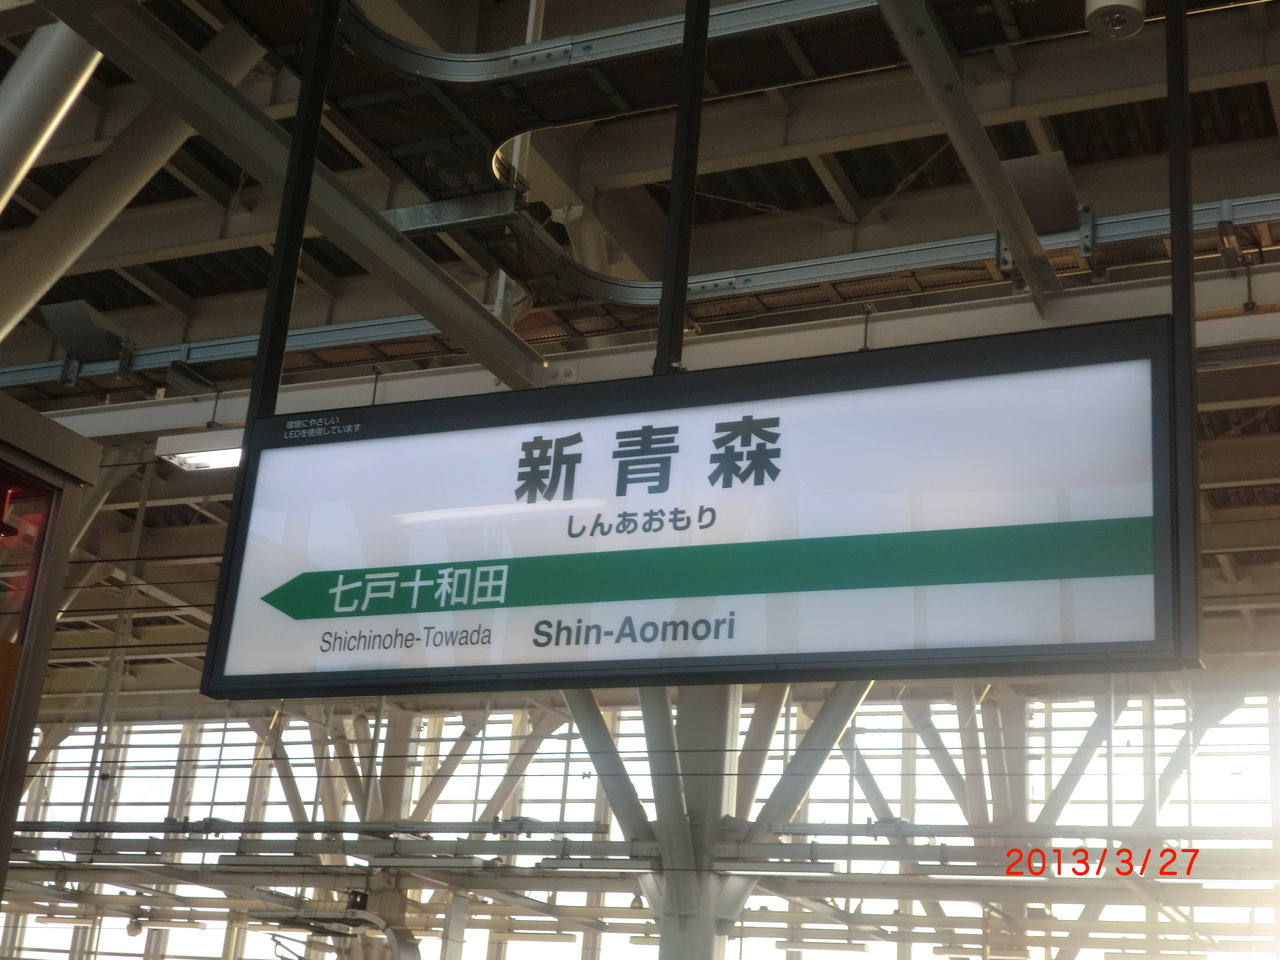 環境にやさしい
LEDを使用しています
新青森
しんあおもり
七戸十和田
Shichinohe-Towada Shin-Aomori
2013/3/27